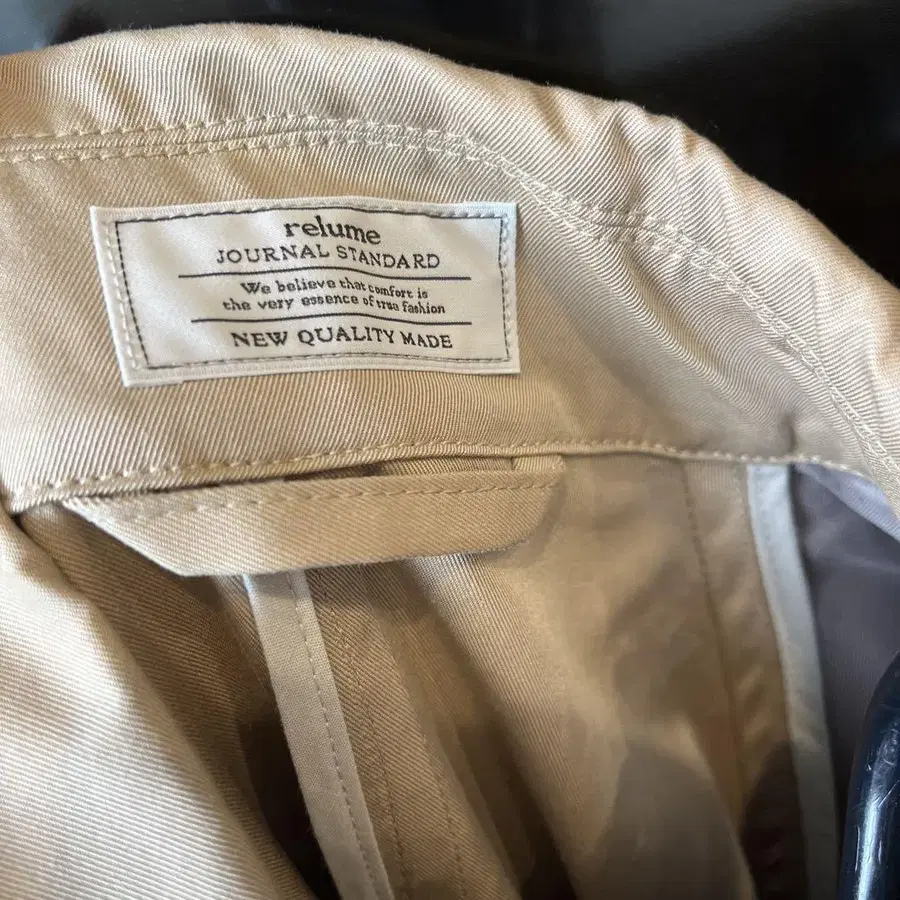 relume
JOURNAL STANDARD
We believe that comfort is
the very essence of true fashion
NEW QUALITY MADE